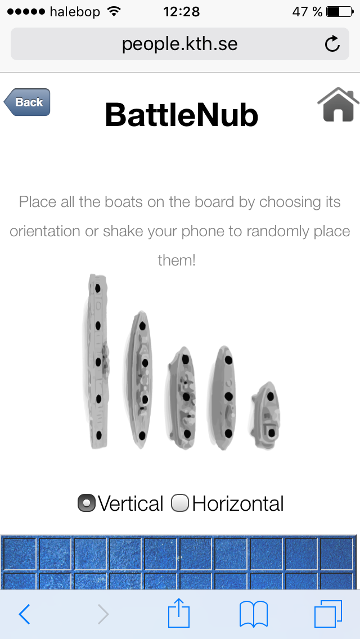 halebop 12:28 47 %
people.kth.se
Back
BattleNub
Place all the boats on the board by choosing its
orientation or shake your phone to randomly place
them!
Vertical Horizontal